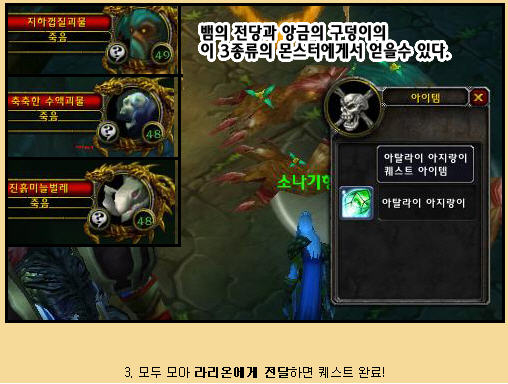 지하껍질괴물
죽음
49
뱀의 전당과 앙금의 구덩이의
이 3종류의 몬스터에게서 얻을수 있다.
축축한 수액괴물
죽음
48
아이템
아탈라이 아지랑이
퀘스트 아이템
진흙미늘벌레
죽음
48
소나기
아탈라이 아지랑이
3. 모두 모아 라리온에게 전달하면 퀘스트 완료!